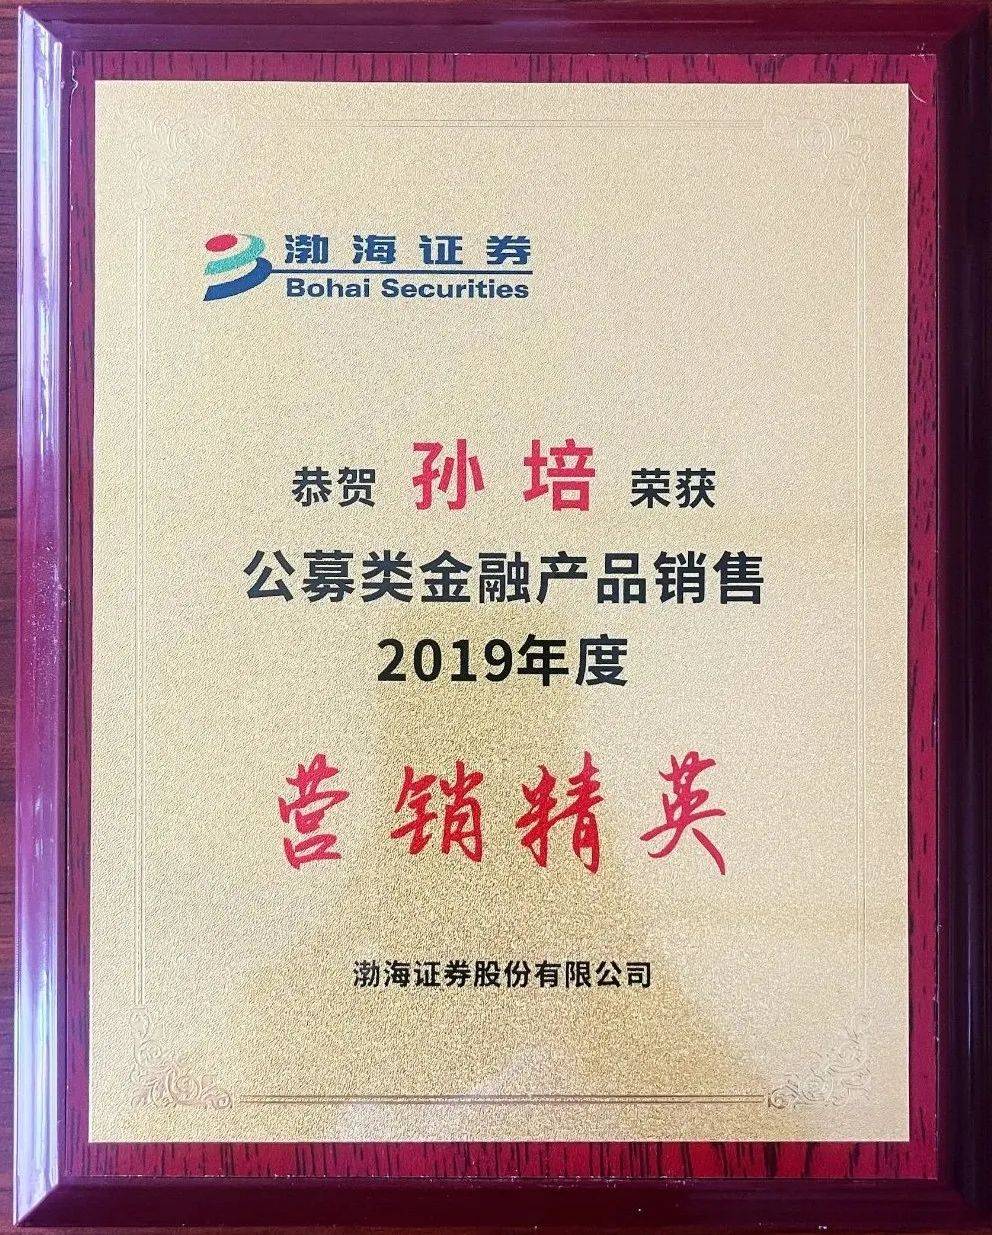 渤海证券
Bohai Securities
恭贺 孙培 荣获
公募类金融产品销售
2019年度
营销精英
渤海证券股份有限公司